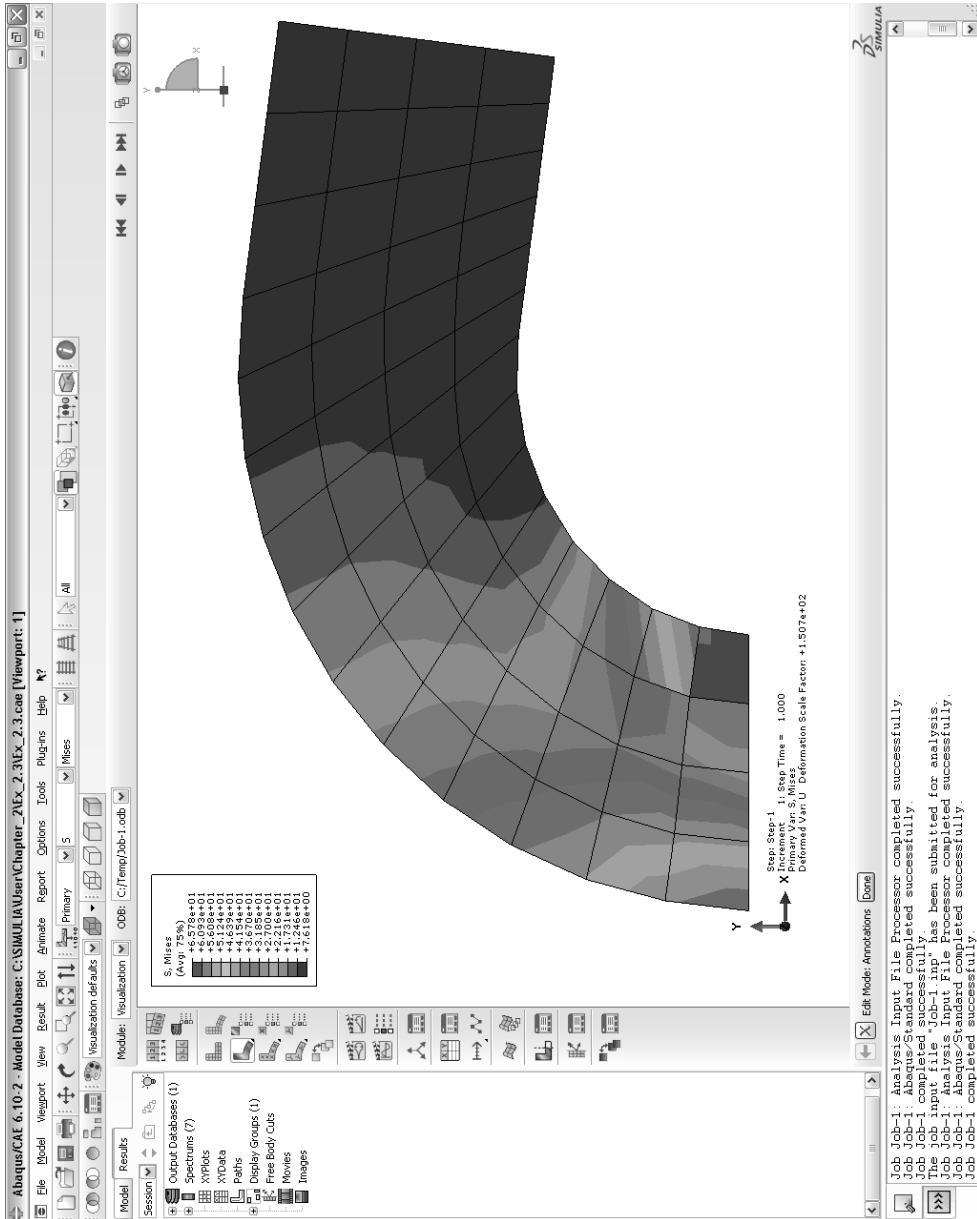 Abaqus/CAE 6.10-2 - Model Database: C:\SIMULIA\User\Chapter_2\Ex_2.3\Ex_2.3.cae [Viewport: 1]
File Model Viewport View Result Plot Animate Report Options Tools Plug-ins Help
Primary S Mises All
Visualization defaults
Model Results
Module: Visualization ODB: C:/Temp/Job-1.odb
Session
Output Databases (1)
Spectrums (7)
XYPlots
XYData
Paths
Display Groups (1)
Free Body Cuts
Movies
Images
S, Mises
(Avg: 75%)
+6.578e+01
+6.093e+01
+5.608e+01
+5.124e+01
+4.639e+01
+4.154e+01
+3.670e+01
+3.185e+01
+2.700e+01
+2.216e+01
+1.731e+01
+1.246e+01
+7.618e+00
Y
X
Z
Y
X
Step: Step-1
Increment 1: Step Time = 1.000
Primary Var: S, Mises
Deformed Var: U Deformation Scale Factor: +1.507e+02
Edit Mode: Annotations Done
DS SIMULIA
Job Job-1: Analysis Input File Processor completed successfully.
Job Job-1: Abaqus/Standard completed successfully.
Job Job-1 completed successfully.
The job input file "Job-1.inp" has been submitted for analysis.
Job Job-1: Analysis Input File Processor completed successfully.
Job Job-1: Abaqus/Standard completed successfully.
Job Job-1 completed successfully.
>>>